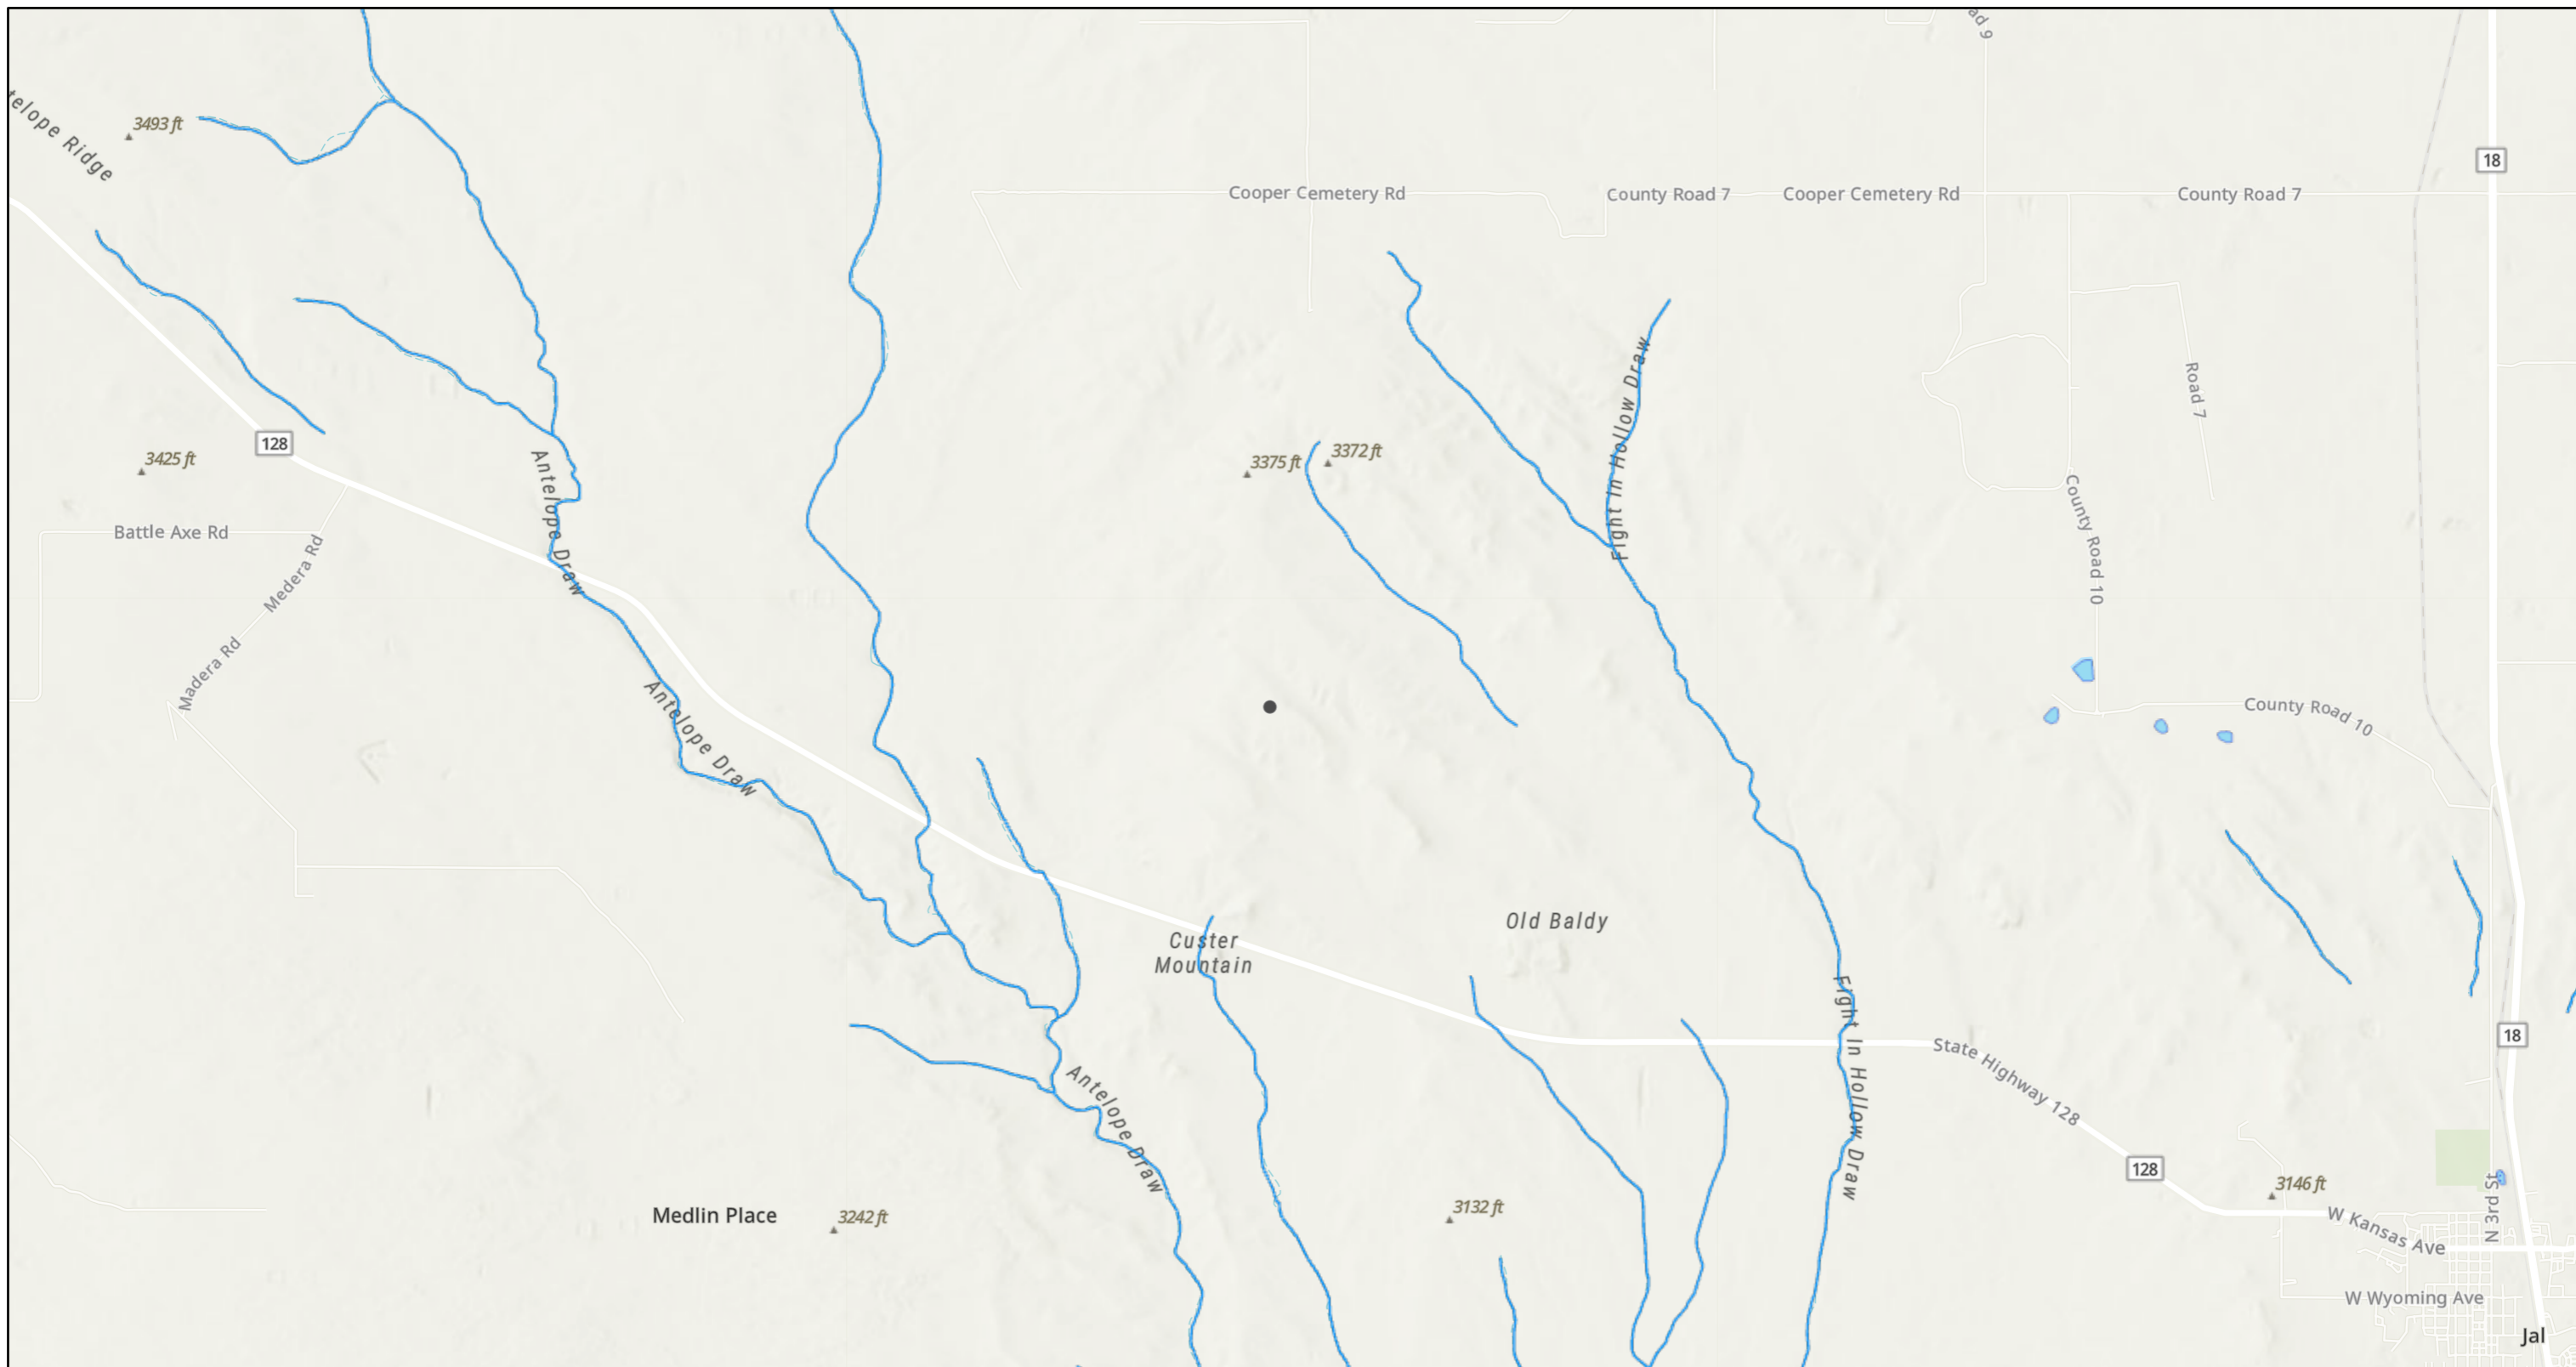 ad 9
telope Ridge
3493 ft
18
Cooper Cemetery Rd
County Road 7
Cooper Cemetery Rd
County Road 7
Fight In Hollow Draw
Road 7
128
3425 ft
3375 ft
3372 ft
Antelope Draw
Battle Axe Rd
Medera Rd
County Road 10
Madera Rd
Antelope Draw
County Road 10
Old Baldy
Custer
Mountain
Fight In Hollow Draw
18
State Highway 128
Antelope Draw
128
3146 ft
N 3rd St
Medlin Place
3242 ft
3132 ft
W Kansas Ave
W Wyoming Ave
Jal